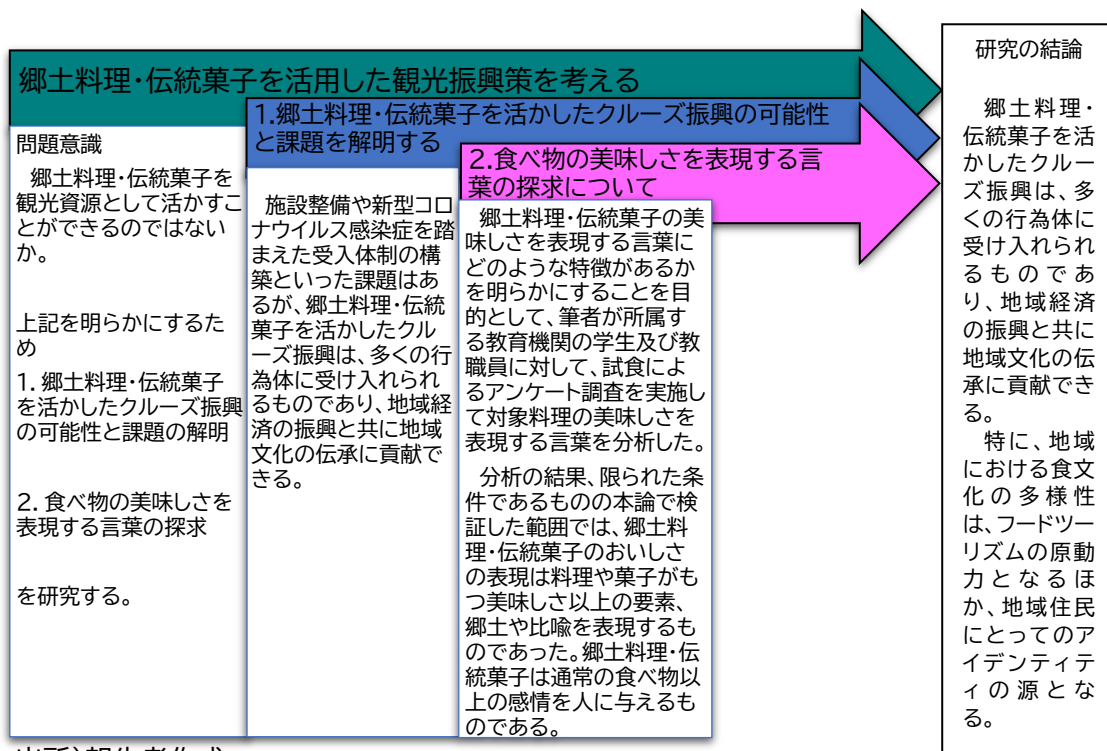 郷土料理・伝統菓子を活用した観光振興策を考える
問題意識
郷土料理・伝統菓子を
観光資源として活かすこ
とができるのではない
か。
上記を明らかにするた
め
1. 郷土料理・伝統菓子
を活かしたクルーズ振興
の可能性と課題の解明
2. 食べ物の美味しさを
表現する言葉の探求
を研究する。
1.郷土料理・伝統菓子を活かしたクルーズ振興の可能性
と課題を解明する
施設整備や新型コロ
ナウイルス感染症を踏
まえた受入体制の構
築といった課題はあ
るが、郷土料理・伝統
菓子を活かしたクル
ーズ振興は、多くの行
為体に受け入れられ
るものであり、地域経
済の振興と共に地域
文化の伝承に貢献で
きる。
2.食べ物の美味しさを表現する言
葉の探求について
郷土料理・伝統菓子の美
味しさを表現する言葉に
どのような特徴があるか
を明らかにすることを目
的として、筆者が所属す
る教育機関の学生及び教
職員に対して、試食によ
るアンケート調査を実施し
て対象料理の美味しさを
表現する言葉を分析した。
分析の結果、限られた条
件であるものの本論で検
証した範囲では、郷土料
理・伝統菓子のおいしさ
の表現は料理や菓子がも
つ美味しさ以上の要素、
郷土や比喩を表現するも
のであった。郷土料理・伝
統菓子は通常の食べ物以
上の感情を人に与えるも
のである。
研究の結論
郷土料理・
伝統菓子を活
かしたクルー
ズ振興は、多
くの行為体に
受け入れられ
るものであ
り、地域経済
の振興と共に
地域文化の伝
承に貢献でき
る。
特に、地域
における食文
化の多様性
は、フードツー
リズムの原動
力となるほ
か、地域住民
にとってのア
イデンティテ
ィの源とな
る。